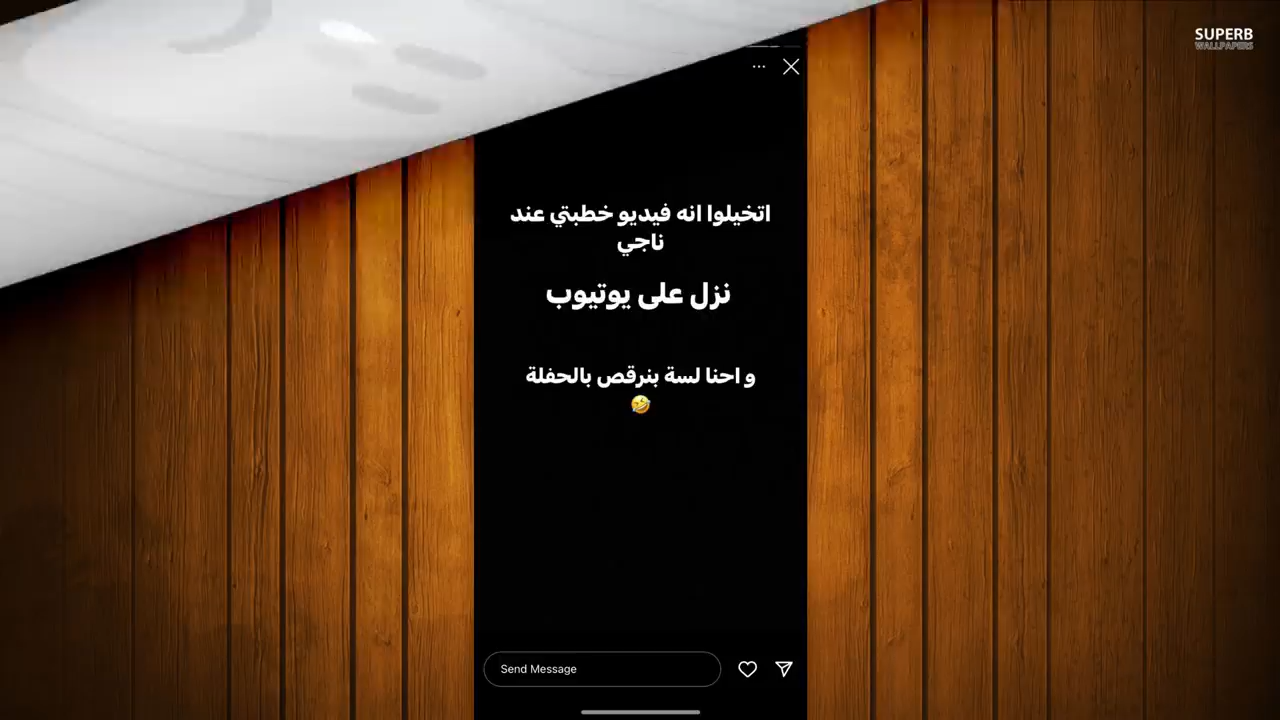 SUPERB
WALLPAPERS
اتخيلوا انه فيديو خطبتي عند
ناجي
نزل على يوتيوب
و احنا لسة بنرقص بالحفلة
🤣
Send Message